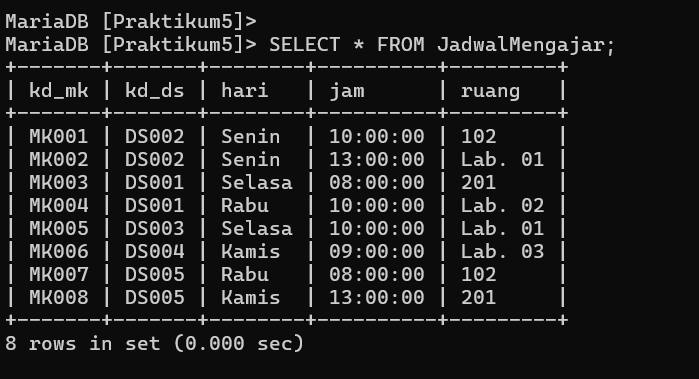 MariaDB [Praktikum5]>
MariaDB [Praktikum5]> SELECT * FROM JadwalMengajar;
+-------+-------+--------+----------+---------+
| kd_mk | kd_ds | hari   | jam      | ruang   |
+-------+-------+--------+----------+---------+
| MK001 | DS002 | Senin  | 10:00:00 | 102     |
| MK002 | DS002 | Senin  | 13:00:00 | Lab. 01 |
| MK003 | DS001 | Selasa | 08:00:00 | 201     |
| MK004 | DS001 | Rabu   | 10:00:00 | Lab. 02 |
| MK005 | DS003 | Selasa | 10:00:00 | Lab. 01 |
| MK006 | DS004 | Kamis  | 09:00:00 | Lab. 03 |
| MK007 | DS005 | Rabu   | 08:00:00 | 102     |
| MK008 | DS005 | Kamis  | 13:00:00 | 201     |
+-------+-------+--------+----------+---------+
8 rows in set (0.000 sec)